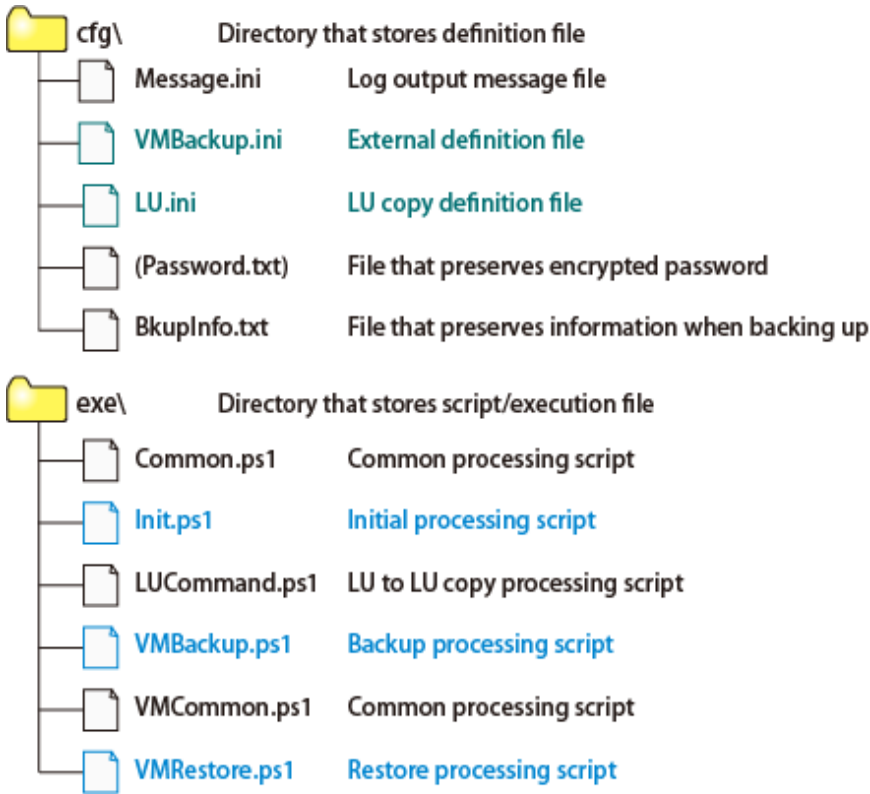 cfg\ Directory that stores definition file
Message.ini Log output message file
VMBackup.ini External definition file
LU.ini LU copy definition file
(Password.txt) File that preserves encrypted password
BkupInfo.txt File that preserves information when backing up
exe\ Directory that stores script/execution file
Common.ps1 Common processing script
Init.ps1 Initial processing script
LUCommand.ps1 LU to LU copy processing script
VMBackup.ps1 Backup processing script
VMCommon.ps1 Common processing script
VMRestore.ps1 Restore processing script